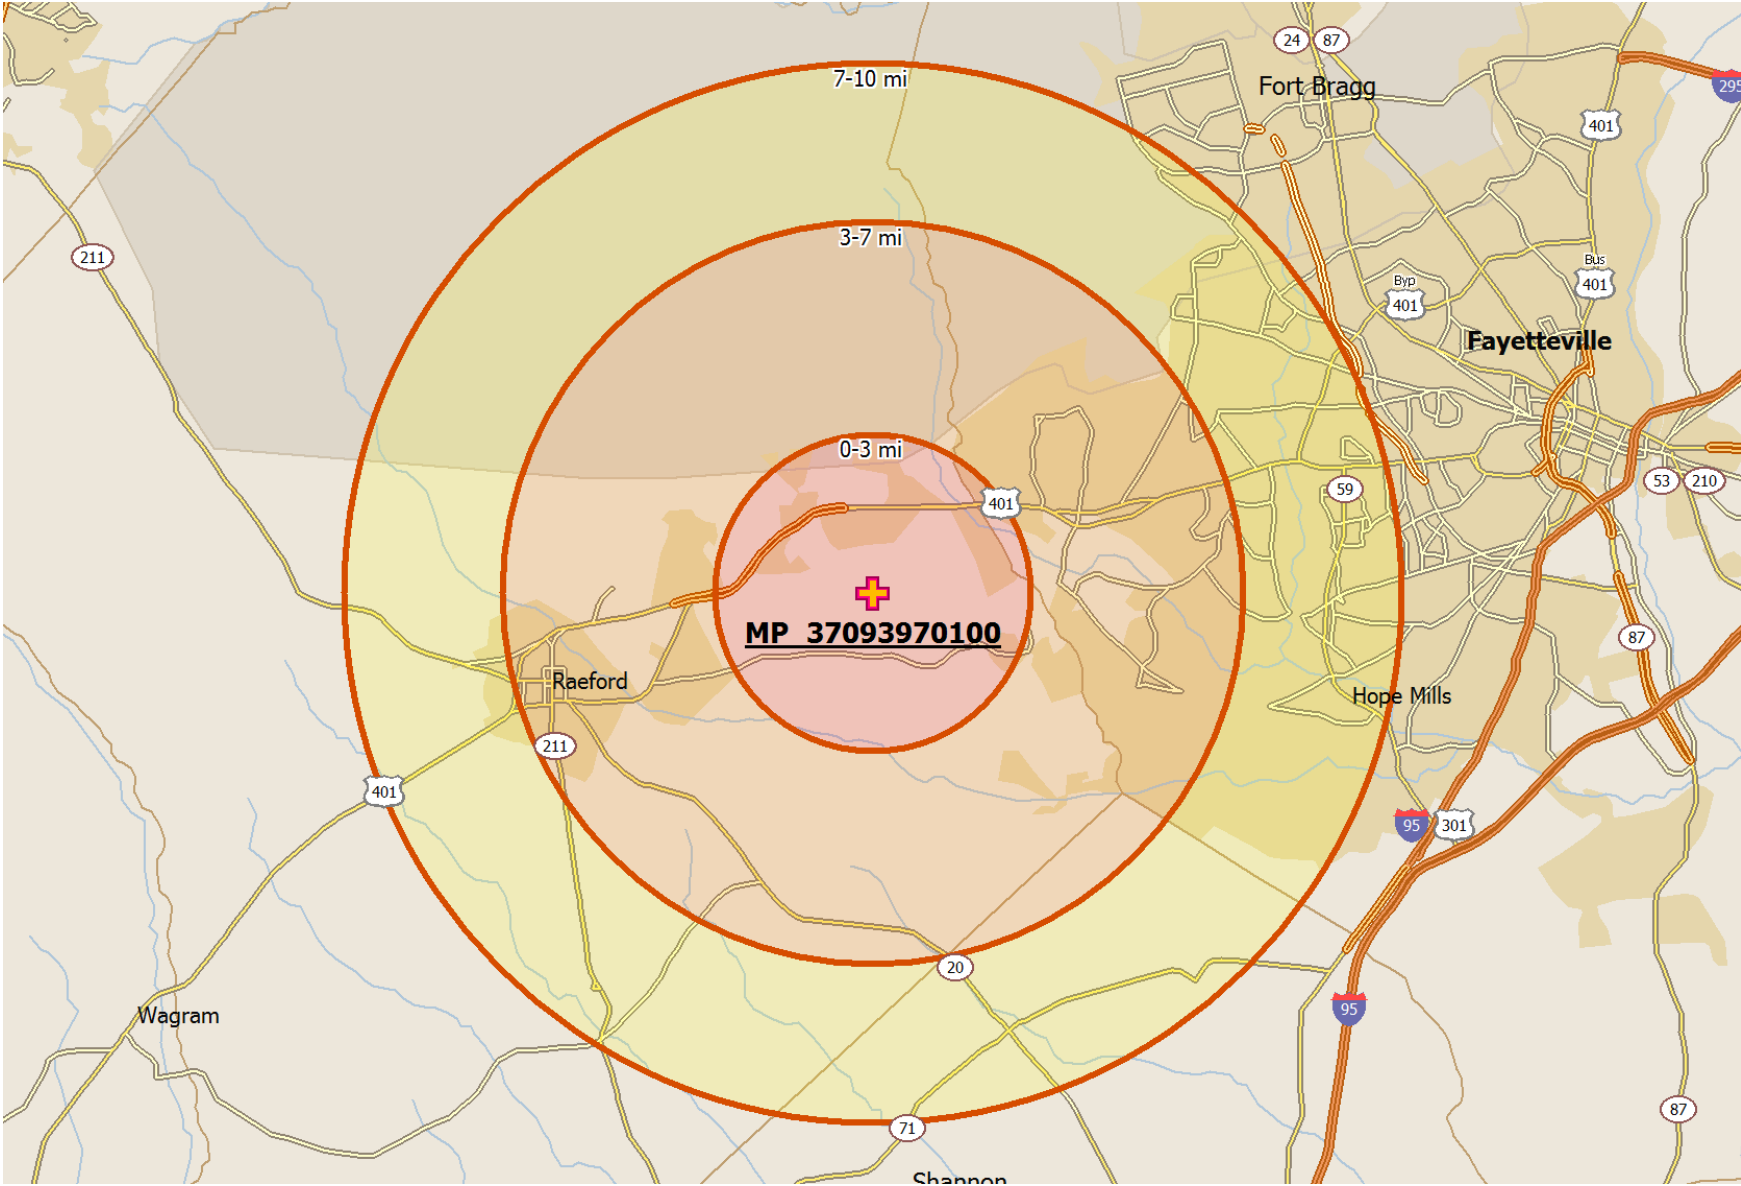 24
87
7-10 mi
Fort Bragg
295
401
3-7 mi
211
Bus
401
Byp
401
Fayetteville
0-3 mi
401
59
53
210
MP 37093970100
87
Raeford
Hope Mills
211
401
95
301
20
95
Wagram
71
87
Shannon